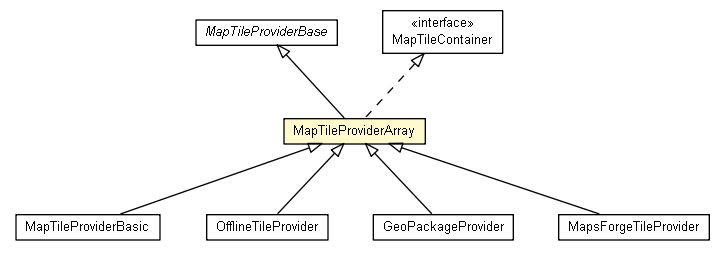 MapTileProviderBase
«interface»
MapTileContainer
MapTileProviderArray
MapTileProviderBasic
OfflineTileProvider
GeoPackageProvider
MapsForgeTileProvider